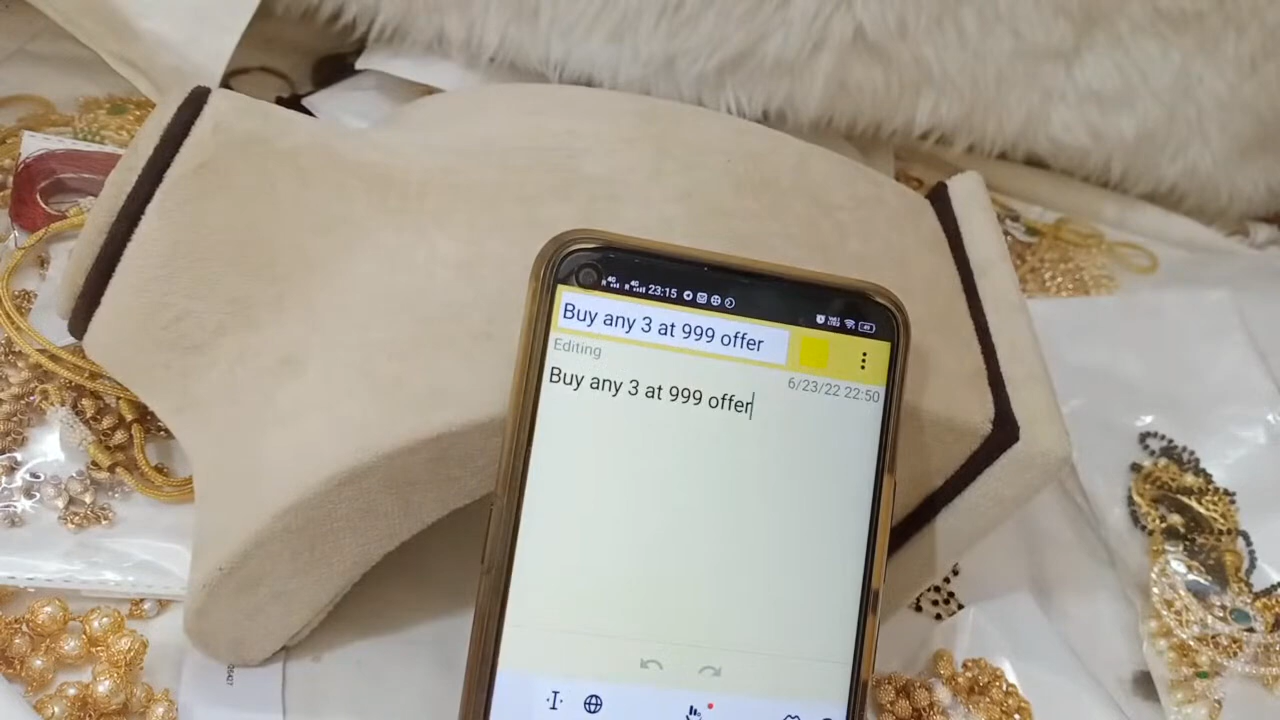 23:15
Buy any 3 at 999 offer
Editing
6/23/22 22:50
Buy any 3 at 999 offer